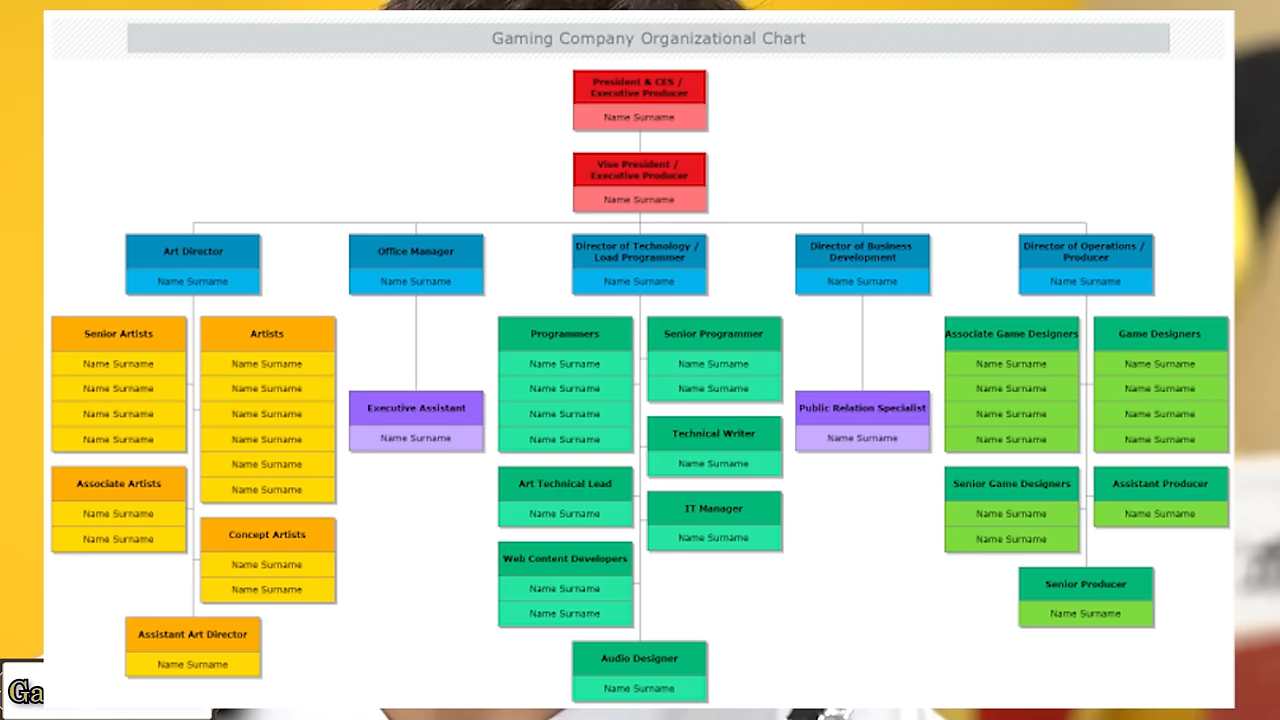 Gaming Company Organizational Chart
President & CES /
Executive Producer
Name Surname
Vise President /
Executive Producer
Name Surname
Art Director
Name Surname
Office Manager
Name Surname
Director of Technology /
Load Programmer
Name Surname
Director of Business
Development
Name Surname
Director of Operations /
Producer
Name Surname
Senior Artists
Name Surname
Name Surname
Name Surname
Name Surname
Associate Artists
Name Surname
Name Surname
Artists
Name Surname
Name Surname
Name Surname
Name Surname
Name Surname
Name Surname
Concept Artists
Name Surname
Name Surname
Assistant Art Director
Name Surname
Executive Assistant
Name Surname
Programmers
Name Surname
Name Surname
Name Surname
Name Surname
Art Technical Lead
Name Surname
Web Content Developers
Name Surname
Name Surname
Senior Programmer
Name Surname
Name Surname
Technical Writer
Name Surname
IT Manager
Name Surname
Audio Designer
Name Surname
Public Relation Specialist
Name Surname
Associate Game Designers
Name Surname
Name Surname
Name Surname
Name Surname
Senior Game Designers
Name Surname
Name Surname
Game Designers
Name Surname
Name Surname
Name Surname
Name Surname
Assistant Producer
Name Surname
Senior Producer
Name Surname
Ga